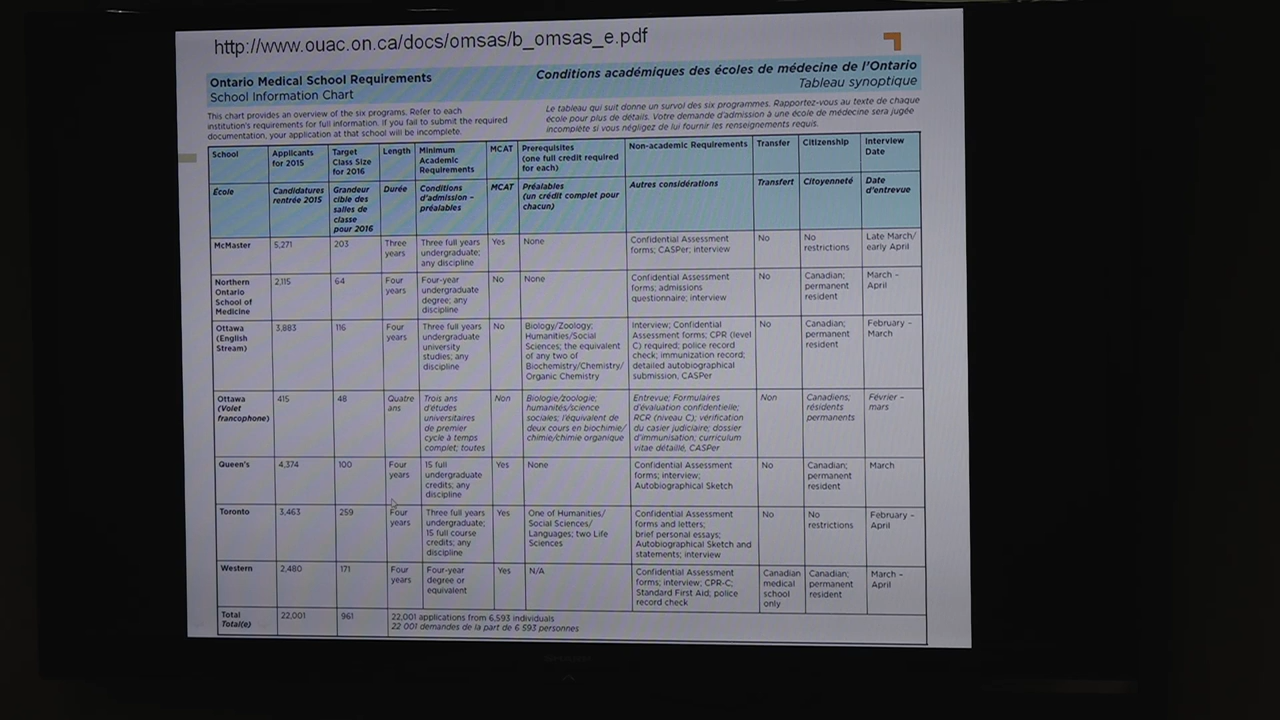 http://www.ouac.on.ca/docs/omsas/b_omsas_e.pdf
Ontario Medical School Requirements
School Information Chart
Conditions académiques des écoles de médecine de l'Ontario
Tableau synoptique
This chart provides an overview of the six programs. Refer to each
institution's requirements for full information. If you fail to submit the required
documentation, your application at that school will be incomplete.
Le tableau qui suit donne un survol des six programmes. Rapportez-vous au texte de chaque
école pour plus de détails. Votre demande d'admission à une école de médecine sera jugée
incomplète si vous négligez de lui fournir les renseignements requis.
School
Applicants
for 2015
Target
Class Size
for 2016
Length
Minimum
Academic
Requirements
MCAT
Prerequisites
(one full credit required
for each)
Non-academic Requirements
Transfer
Citizenship
Interview
Date
École
Candidatures
rentrée 2015
Grandeur
cible des
salles de
classe
pour 2016
Durée
Conditions
d'admission –
préalables
MCAT
Préalables
(un crédit complet pour
chacun)
Autres considérations
Transfert
Citoyenneté
Date
d'entrevue
McMaster
5,271
203
Three
years
Three full years
undergraduate;
any discipline
Yes
None
Confidential Assessment
forms; CASPer; interview
No
No
restrictions
Late March/
early April
Northern
Ontario
School of
Medicine
2,115
64
Four
years
Four-year
undergraduate
degree; any
discipline
No
None
Confidential Assessment
forms; admissions
questionnaire; interview
No
Canadian;
permanent
resident
March –
April
Ottawa
(English
Stream)
3,883
116
Four
years
Three full years
undergraduate
university
studies; any
discipline
No
Biology/Zoology;
Humanities/Social
Sciences; the equivalent
of any two of
Biochemistry/Chemistry/
Organic Chemistry
Interview; Confidential
Assessment forms; CPR (level
C) required; police record
check; immunization record;
detailed autobiographical
submission, CASPer
No
Canadian;
permanent
resident
February –
March
Ottawa
(Volet
francophone)
415
48
Quatre
ans
Trois ans
d'études
universitaires
de premier
cycle à temps
complet; toutes
Non
Biologie/zoologie;
humanités/science
sociales; l'équivalent de
deux cours en biochimie/
chimie/chimie organique
Entrevue; Formulaires
d'évaluation confidentielle;
RCR (niveau C); vérification
du casier judiciaire; dossier
d'immunisation; curriculum
vitae détaillé, CASPer
Non
Canadiens;
résidents
permanents
Février –
mars
Queen's
4,374
100
Four
years
15 full
undergraduate
credits; any
discipline
Yes
None
Confidential Assessment
forms; interview;
Autobiographical Sketch
No
Canadian;
permanent
resident
March
Toronto
3,463
259
Four
years
Three full years
undergraduate;
15 full course
credits; any
discipline
Yes
One of Humanities/
Social Sciences/
Languages; two Life
Sciences
Confidential Assessment
forms and letters;
brief personal essays;
Autobiographical Sketch and
statements; interview
No
No
restrictions
February –
April
Western
2,480
171
Four
years
Four-year
degree or
equivalent
Yes
N/A
Confidential Assessment
forms; interview; CPR-C;
Standard First Aid; police
record check
Canadian
medical
school
only
Canadian;
permanent
resident
March –
April
Total
Total(e)
22,001
961
22,001 applications from 6,593 individuals
22 001 demandes de la part de 6 593 personnes